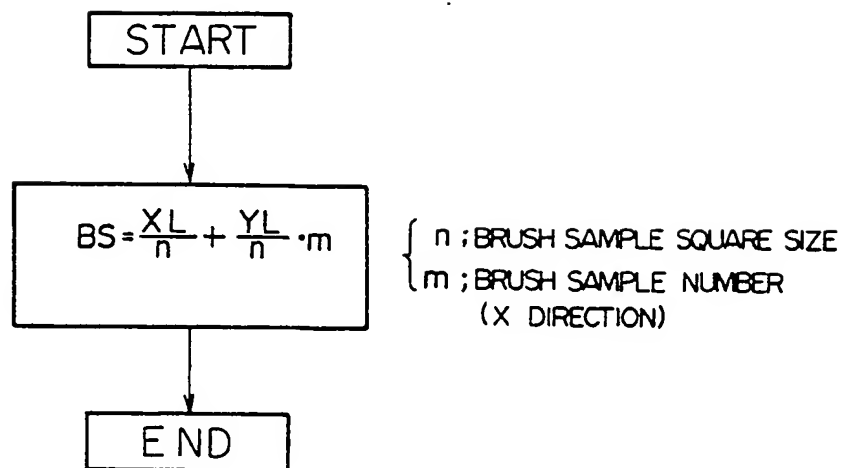 START
BS = XL/n + YL/n ·m
n ; BRUSH SAMPLE SQUARE SIZE
m ; BRUSH SAMPLE NUMBER
(X DIRECTION)
END